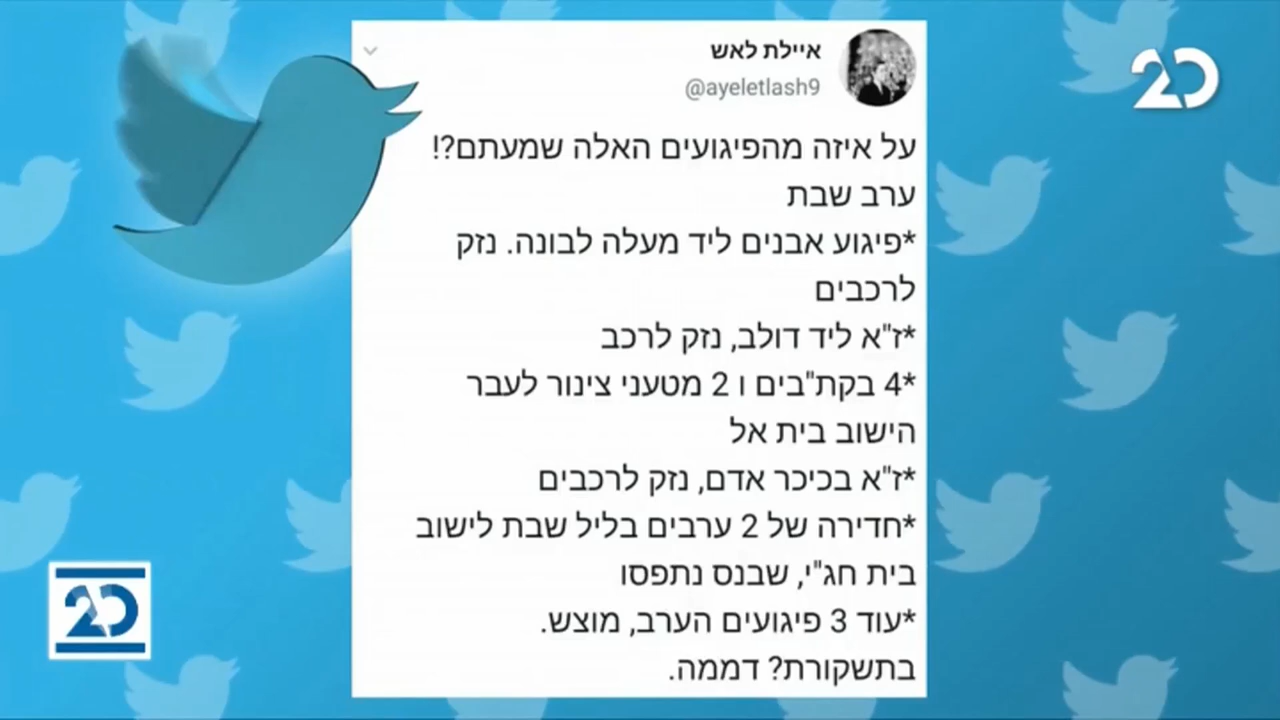 איילת לאש
@ayeletlash9
על איזה מהפיגועים האלה שמעתם?!
ערב שבת
*פיגוע אבנים ליד מעלה לבונה. נזק
לרכבים
*ז"א ליד דולב, נזק לרכב
*4 בקת"בים ו 2 מטעני צינור לעבר
הישוב בית אל
*ז"א בכיכר אדם, נזק לרכבים
*חדירה של 2 ערבים בליל שבת לישוב
בית חג"י, שבנס נתפסו
*עוד 3 פיגועים הערב, מוצש.
בתשקורת? דממה.
20
20